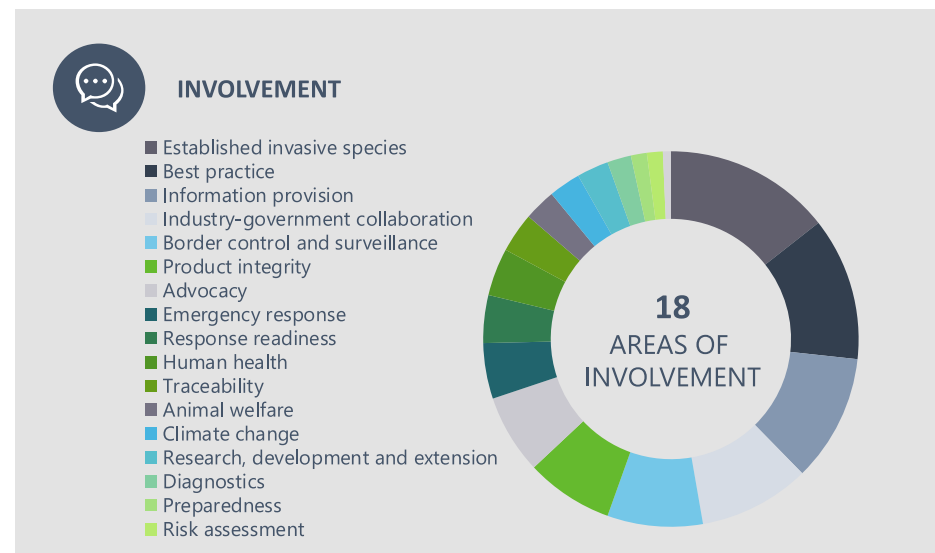 INVOLVEMENT
Established invasive species
Best practice
Information provision
Industry-government collaboration
Border control and surveillance
Product integrity
Advocacy
Emergency response
Response readiness
Human health
Traceability
Animal welfare
Climate change
Research, development and extension
Diagnostics
Preparedness
Risk assessment
18
AREAS OF
INVOLVEMENT